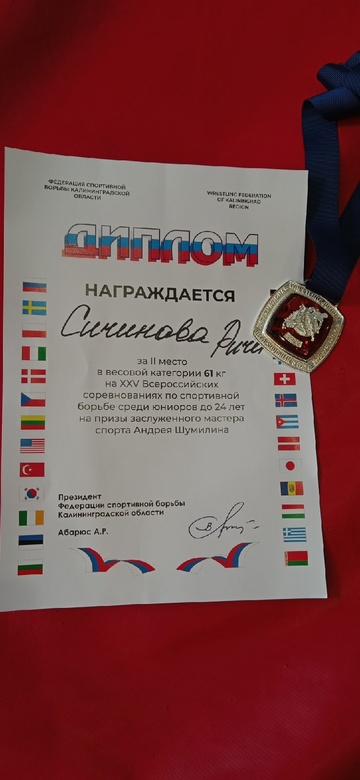 ФЕДЕРАЦИЯ СПОРТИВНОЙ
БОРЬБЫ КАЛИНИНГРАДСКОЙ
ОБЛАСТИ
WRESTLING FEDERATION
OF KALININGRAD
REGION
ДИПЛОМ
НАГРАЖДАЕТСЯ
Сичинава
за II место
в весовой категории 61 кг
на XXV Всероссийских
соревнованиях по спортивной
борьбе среди юниоров до 24 лет
на призы заслуженного мастера
спорта Андрея Шумилина
Президент
Федерации спортивной борьбы
Калининградской области
Абариус А.Р.